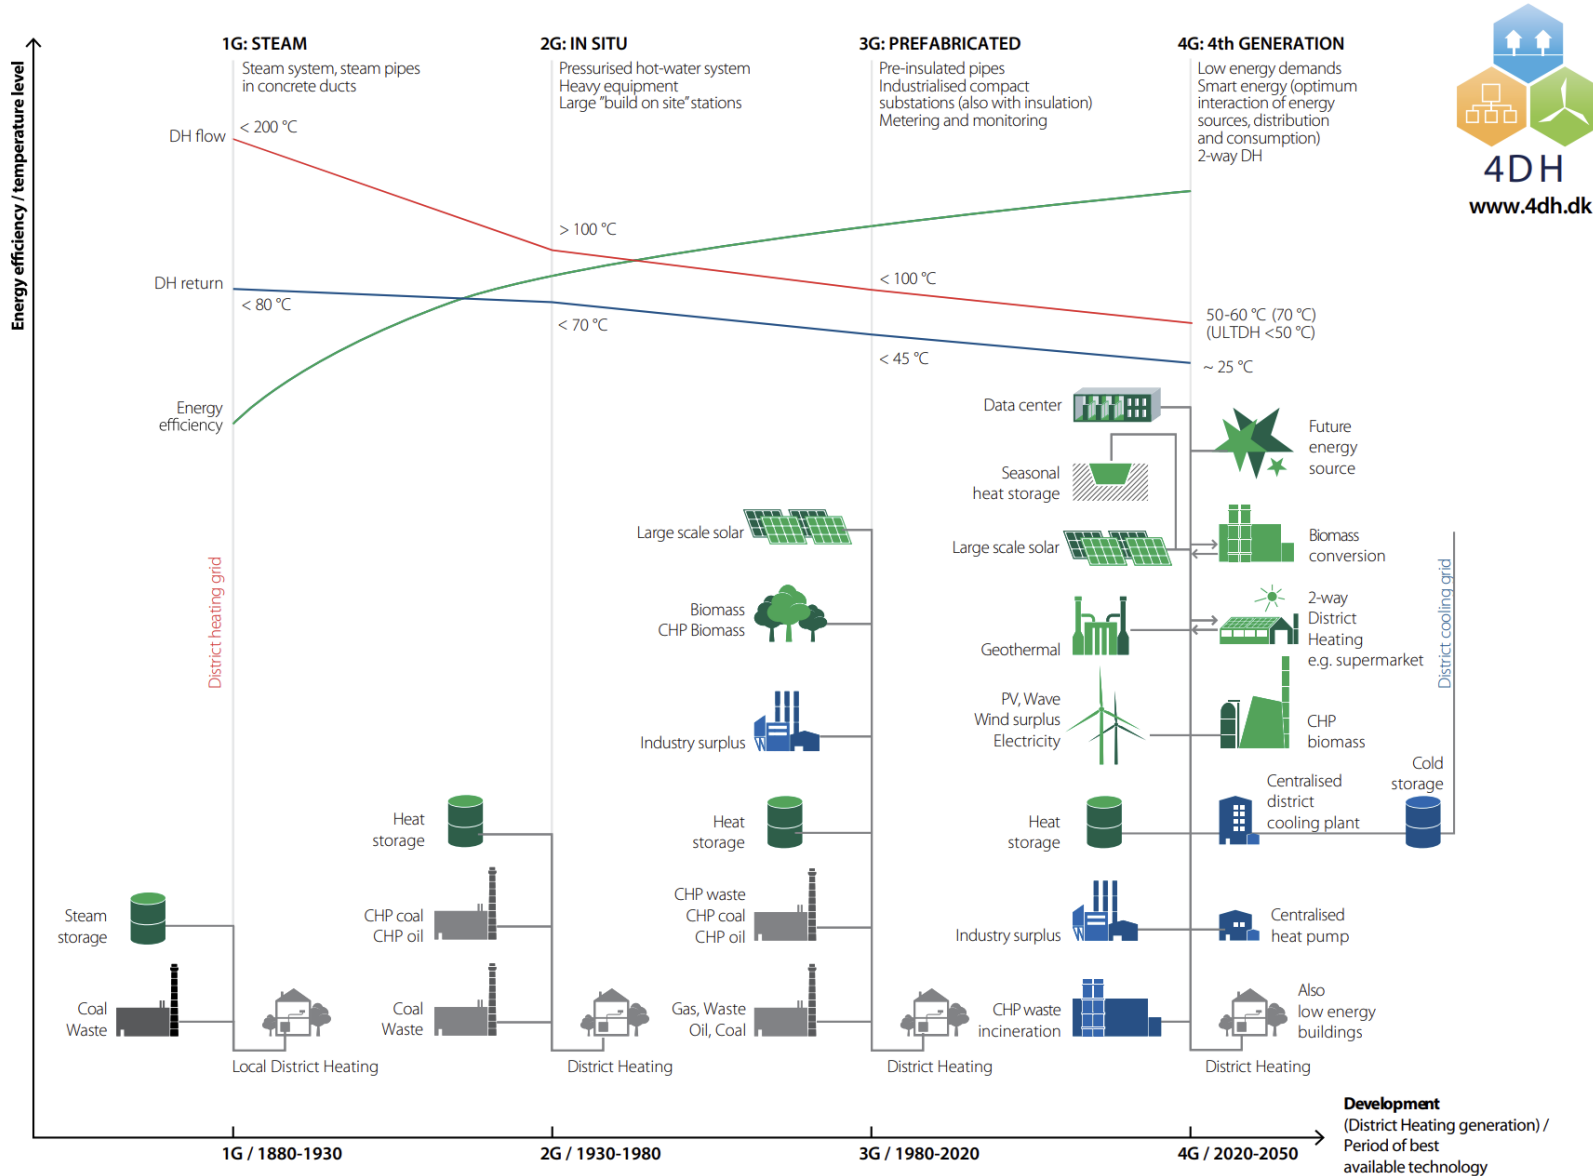 Energy efficiency / temperature level
1G: STEAM
Steam system, steam pipes
in concrete ducts
2G: IN SITU
Pressurised hot-water system
Heavy equipment
Large "build on site" stations
3G: PREFABRICATED
Pre-insulated pipes
Industrialised compact
substations (also with insulation)
Metering and monitoring
4G: 4th GENERATION
Low energy demands
Smart energy (optimum
interaction of energy
sources, distribution
and consumption)
2-way DH
4DH
www.4dh.dk
DH flow
< 200 °C
> 100 °C
< 100 °C
50-60 °C (70 °C)
(ULTDH <50 °C)
DH return
< 80 °C
< 70 °C
< 45 °C
~ 25 °C
Energy
efficiency
District heating grid
Steam
storage
Coal
Waste
Local District Heating
Heat
storage
CHP coal
CHP oil
Coal
Waste
District Heating
Large scale solar
Biomass
CHP Biomass
Industry surplus
Heat
storage
CHP waste
CHP coal
CHP oil
Gas, Waste
Oil, Coal
District Heating
Data center
Seasonal
heat storage
Large scale solar
Geothermal
PV, Wave
Wind surplus
Electricity
Heat
storage
Industry surplus
CHP waste
incineration
Future
energy
source
Biomass
conversion
2-way
District
Heating
e.g. supermarket
CHP
biomass
Centralised
district
cooling plant
Cold
storage
District cooling grid
Centralised
heat pump
Also
low energy
buildings
District Heating
1G / 1880-1930
2G / 1930-1980
3G / 1980-2020
4G / 2020-2050
Development
(District Heating generation) /
Period of best
available technology